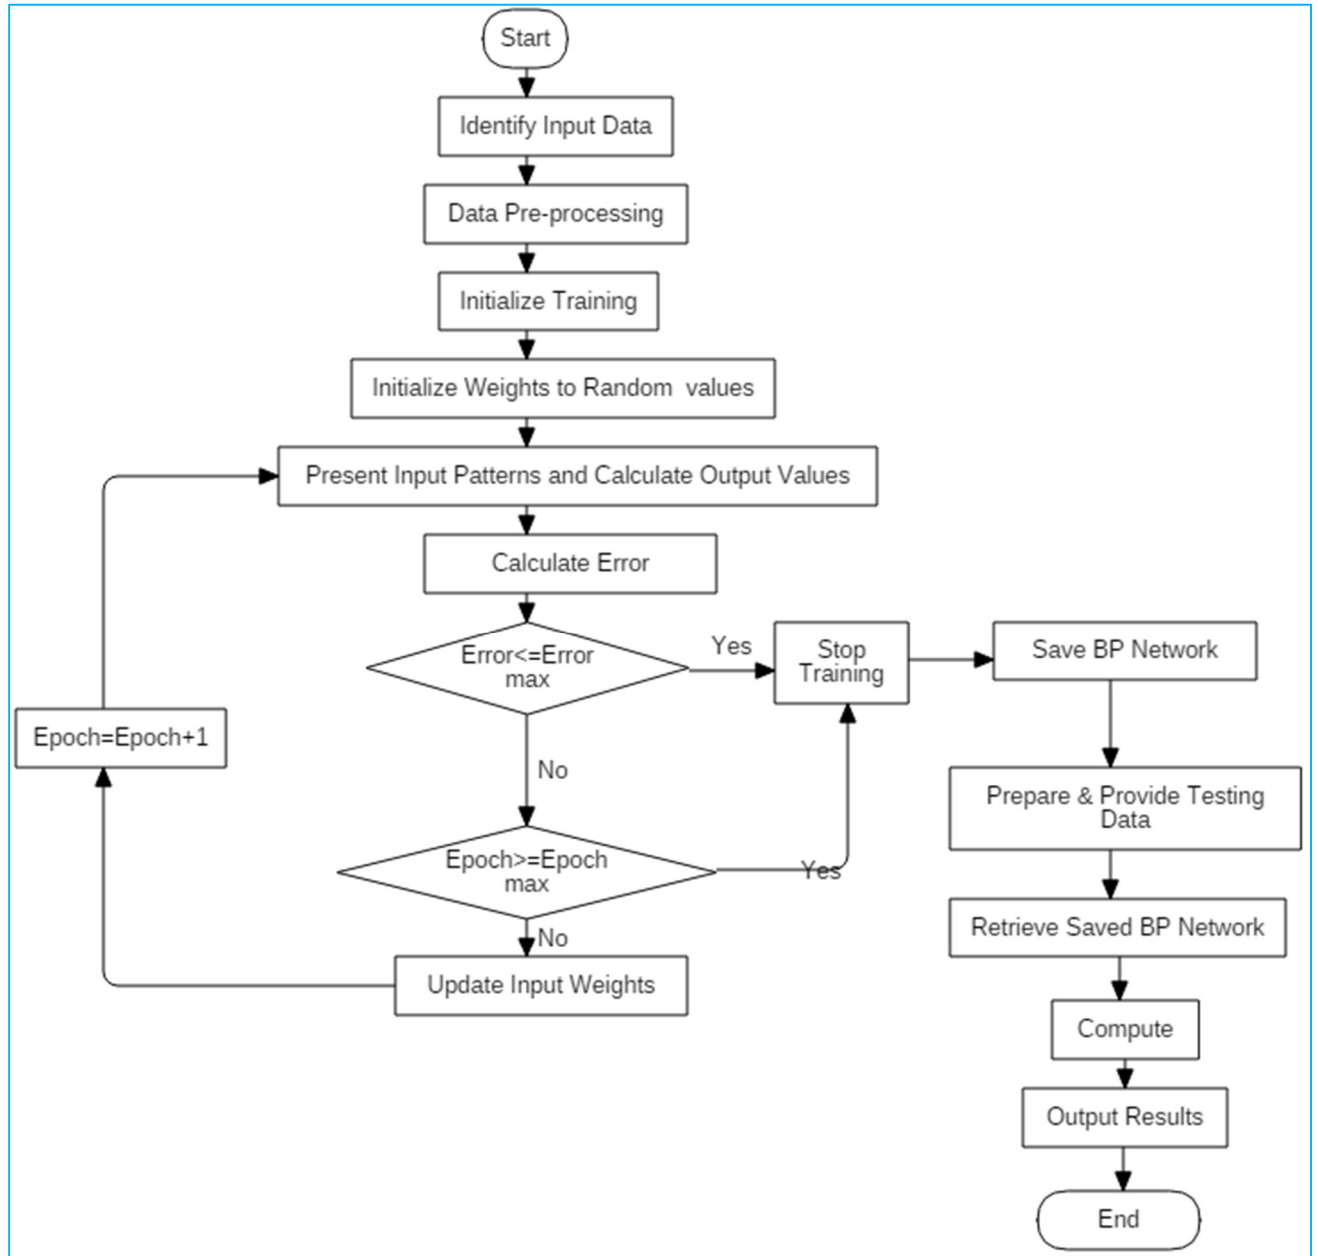 Start
Identify Input Data
Data Pre-processing
Initialize Training
Initialize Weights to Random  values
Present Input Patterns and Calculate Output Values
Calculate Error
Error<=Error
max
Yes
Stop
Training
Save BP Network
Epoch=Epoch+1
No
Prepare & Provide Testing
Data
Epoch>=Epoch
max
Yes
No
Update Input Weights
Retrieve Saved BP Network
Compute
Output Results
End